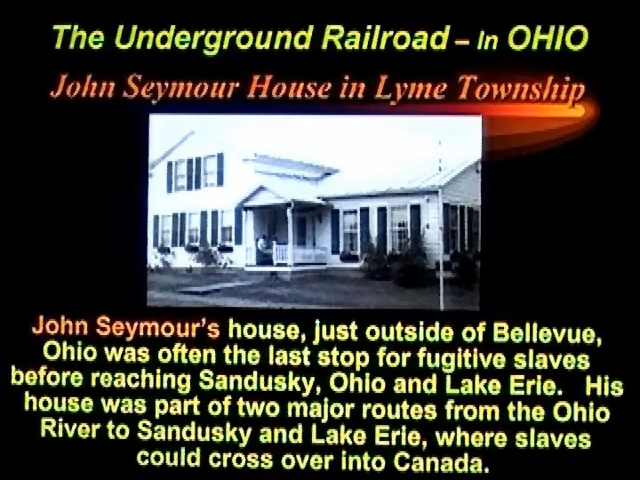 The Underground Railroad – In OHIO
John Seymour House in Lyme Township
John Seymour's house, just outside of Bellevue,
Ohio was often the last stop for fugitive slaves
before reaching Sandusky, Ohio and Lake Erie. His
house was part of two major routes from the Ohio
River to Sandusky and Lake Erie, where slaves
could cross over into Canada.